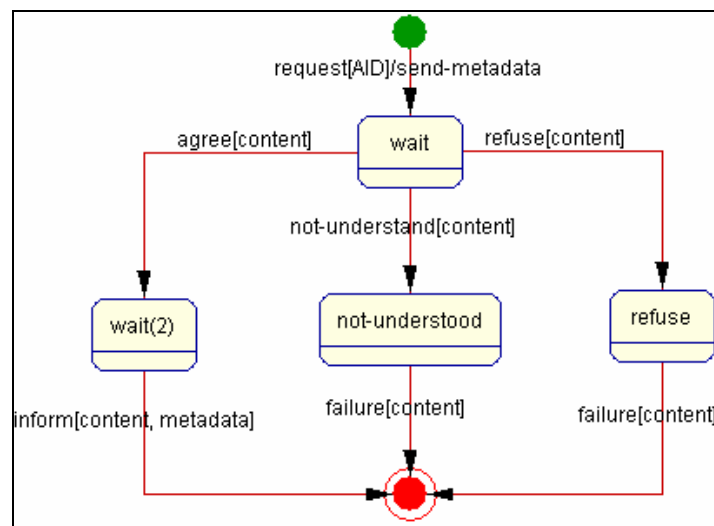 request[AID]/send-metadata
agree[content]
wait
refuse[content]
not-understand[content]
wait(2)
not-understood
refuse
inform[content, metadata]
failure[content]
failure[content]